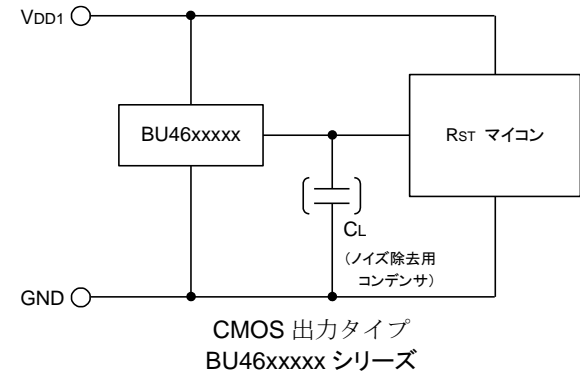 VDD1
BU46xxxxx
RST マイコン
CL
（ノイズ除去用
コンデンサ）
GND
CMOS 出力タイプ
BU46xxxxx シリーズ